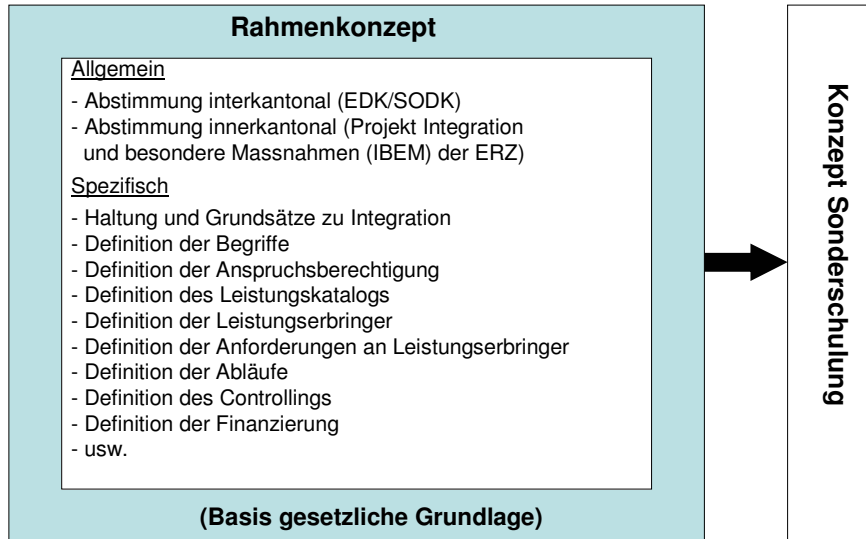 Rahmenkonzept
Allgemein
- Abstimmung interkantonal (EDK/SODK)
- Abstimmung innerkantonal (Projekt Integration
und besondere Massnahmen (IBEM) der ERZ)
Spezifisch
- Haltung und Grundsätze zu Integration
- Definition der Begriffe
- Definition der Anspruchsberechtigung
- Definition des Leistungskatalogs
- Definition der Leistungserbringer
- Definition der Anforderungen an Leistungserbringer
- Definition der Abläufe
- Definition des Controllings
- Definition der Finanzierung
- usw.
(Basis gesetzliche Grundlage)
Konzept Sonderschulung